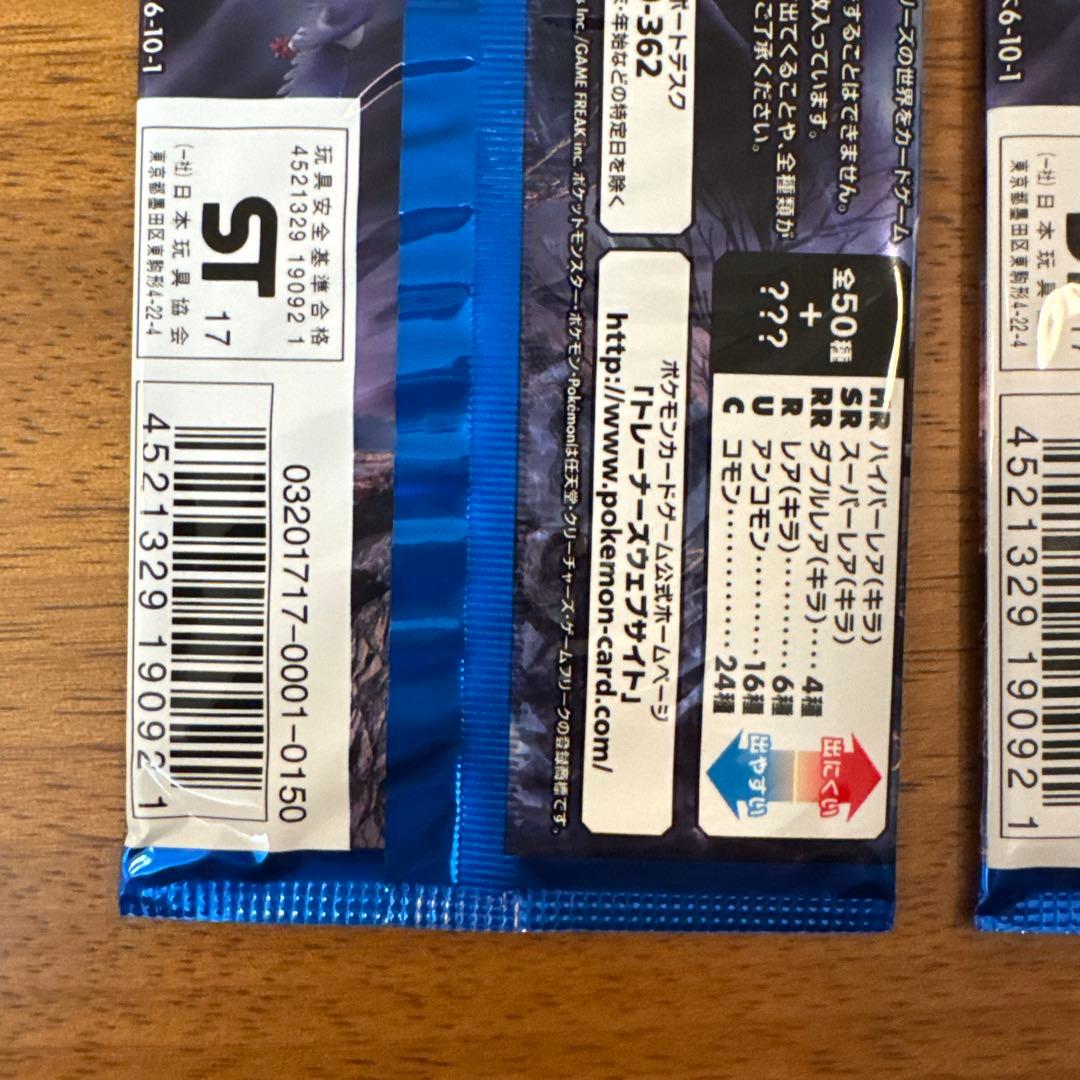 6-10-1
玩具安全基準合格
4521329 19092 1
ST 17
(一社)日本玩具協会
東京都墨田区東駒形4-22-4
03201717-0001-0150
4521329 19092 1
ーズの世界をカードゲーム
することはできません。
枚入っています。
出てくることや、全種類が
ご了承ください。
ポートデスク
-362
・年始などの特定日を除く
Inc./GAME FREAK inc. ポケットモンスター・ポケモン・Pokémonは任天堂・クリーチャーズ・ゲームフリークの登録商標です。
ポケモンカードゲーム公式ホームページ
「トレーナーズウェブサイト」
http://www.pokemon-card.com/
全50種
+
???
HR ハイパーレア(キラ)
SR スーパーレア(キラ)
RR ダブルレア(キラ)‥‥4種
R レア(キラ)‥‥‥‥6種
U アンコモン‥‥‥‥16種
C コモン‥‥‥‥‥24種
出にくい
出やすい
6-10-1
(一社)日本玩具
東京都墨田区東駒形4-22-4
17
4521329 19092 1